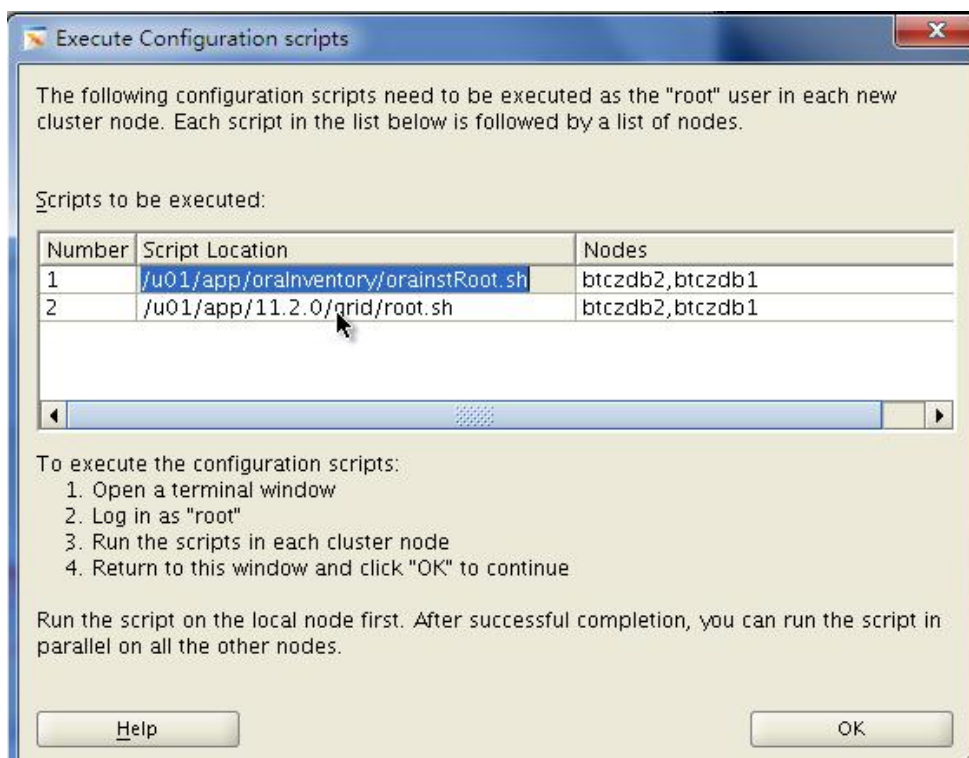 Execute Configuration scripts
The following configuration scripts need to be executed as the "root" user in each new
cluster node. Each script in the list below is followed by a list of nodes.
Scripts to be executed:
Number Script Location Nodes
1 /u01/app/oraInventory/orainstRoot.sh btczdb2,btczdb1
2 /u01/app/11.2.0/grid/root.sh btczdb2,btczdb1
To execute the configuration scripts:
1. Open a terminal window
2. Log in as "root"
3. Run the scripts in each cluster node
4. Return to this window and click "OK" to continue
Run the script on the local node first. After successful completion, you can run the script in
parallel on all the other nodes.
Help OK